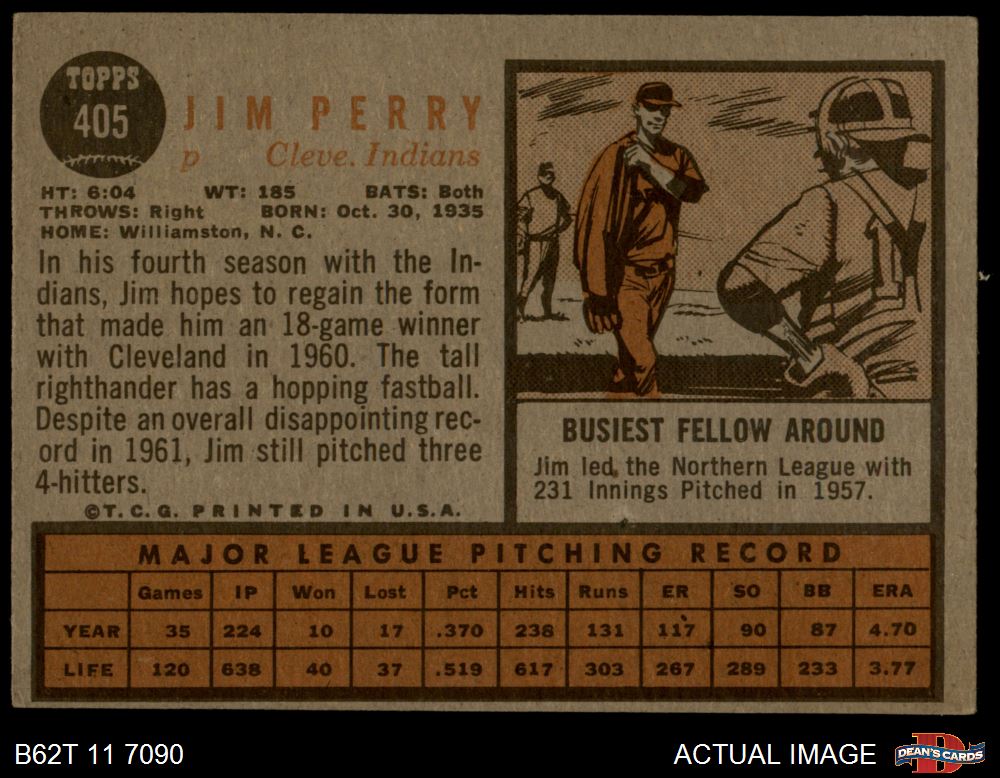 TOPPS
405
JIM PERRY
p Cleve. Indians
HT: 6:04 WT: 185 BATS: Both
THROWS: Right BORN: Oct. 30, 1935
HOME: Williamston, N. C.
In his fourth season with the In-
dians, Jim hopes to regain the form
that made him an 18-game winner
with Cleveland in 1960. The tall
righthander has a hopping fastball.
Despite an overall disappointing rec-
ord in 1961, Jim still pitched three
4-hitters.
©T.C.G. PRINTED IN U.S.A.
BUSIEST FELLOW AROUND
Jim led the Northern League with
231 Innings Pitched in 1957.
MAJOR LEAGUE PITCHING RECORD
Games IP Won Lost Pct Hits Runs ER SO BB ERA
YEAR 35 224 10 17 .370 238 131 117 90 87 4.70
LIFE 120 638 40 37 .519 617 303 267 289 233 3.77
B62T 11 7090
ACTUAL IMAGE
DEAN'S CARDS